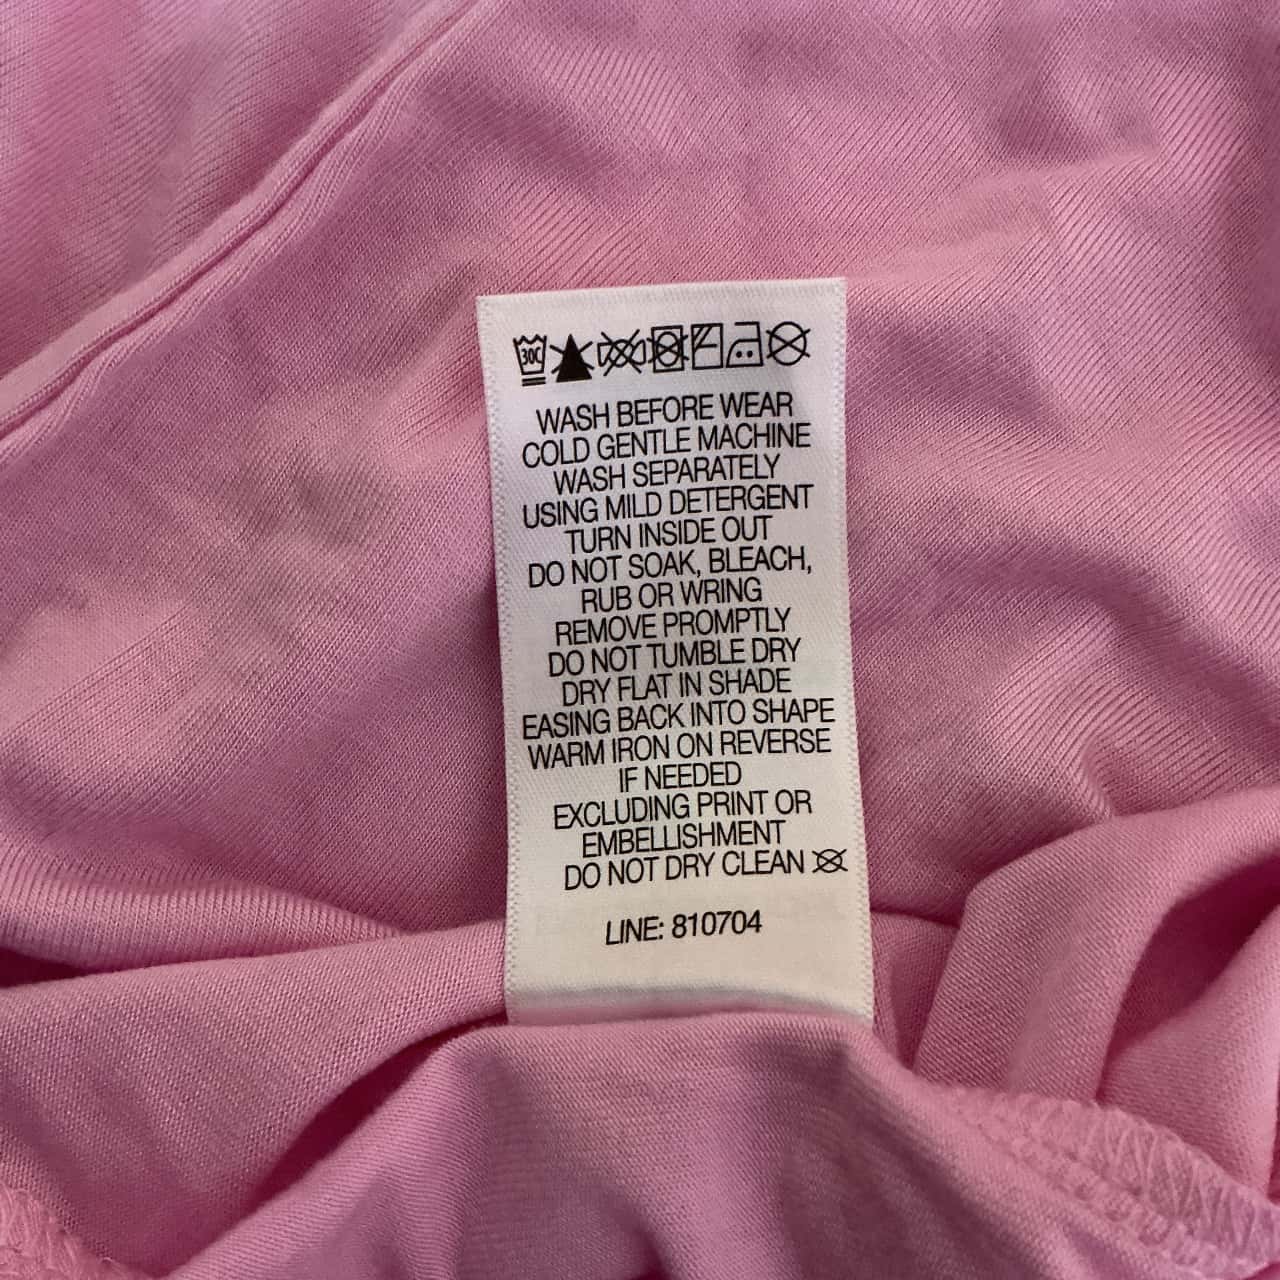 30C
WASH BEFORE WEAR
COLD GENTLE MACHINE
WASH SEPARATELY
USING MILD DETERGENT
TURN INSIDE OUT
DO NOT SOAK, BLEACH,
RUB OR WRING
REMOVE PROMPTLY
DO NOT TUMBLE DRY
DRY FLAT IN SHADE
EASING BACK INTO SHAPE
WARM IRON ON REVERSE
IF NEEDED
EXCLUDING PRINT OR
EMBELLISHMENT
DO NOT DRY CLEAN
LINE: 810704